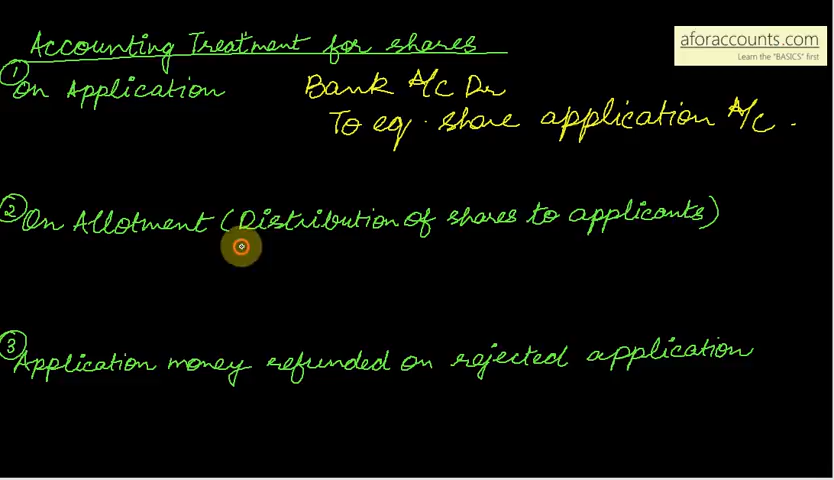 Accounting Treatment for shares
aforaccounts.com
Learn the "BASICS" first
① On Application Bank A/C Dr
To eq. share application A/C.
② On Allotment (Distribution of shares to applicants)
③ Application money refunded on rejected application